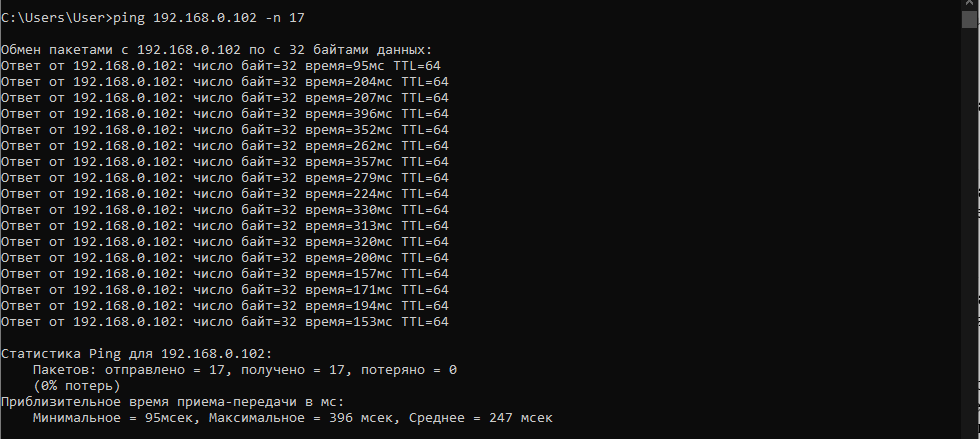 C:\Users\User>ping 192.168.0.102 -n 17
Обмен пакетами с 192.168.0.102 по с 32 байтами данных:
Ответ от 192.168.0.102: число байт=32 время=95мс TTL=64
Ответ от 192.168.0.102: число байт=32 время=204мс TTL=64
Ответ от 192.168.0.102: число байт=32 время=207мс TTL=64
Ответ от 192.168.0.102: число байт=32 время=396мс TTL=64
Ответ от 192.168.0.102: число байт=32 время=352мс TTL=64
Ответ от 192.168.0.102: число байт=32 время=262мс TTL=64
Ответ от 192.168.0.102: число байт=32 время=357мс TTL=64
Ответ от 192.168.0.102: число байт=32 время=279мс TTL=64
Ответ от 192.168.0.102: число байт=32 время=224мс TTL=64
Ответ от 192.168.0.102: число байт=32 время=330мс TTL=64
Ответ от 192.168.0.102: число байт=32 время=313мс TTL=64
Ответ от 192.168.0.102: число байт=32 время=320мс TTL=64
Ответ от 192.168.0.102: число байт=32 время=200мс TTL=64
Ответ от 192.168.0.102: число байт=32 время=157мс TTL=64
Ответ от 192.168.0.102: число байт=32 время=171мс TTL=64
Ответ от 192.168.0.102: число байт=32 время=194мс TTL=64
Ответ от 192.168.0.102: число байт=32 время=153мс TTL=64
Статистика Ping для 192.168.0.102:
Пакетов: отправлено = 17, получено = 17, потеряно = 0
(0% потерь)
Приблизительное время приема-передачи в мс:
Минимальное = 95мсек, Максимальное = 396 мсек, Среднее = 247 мсек